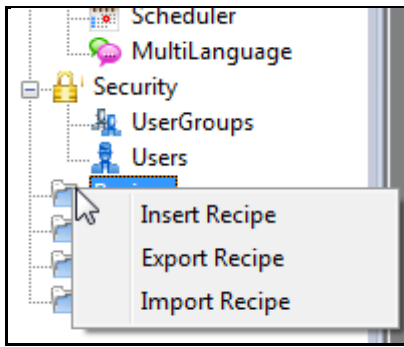 Scheduler
MultiLanguage
Security
UserGroups
Users
Insert Recipe
Export Recipe
Import Recipe